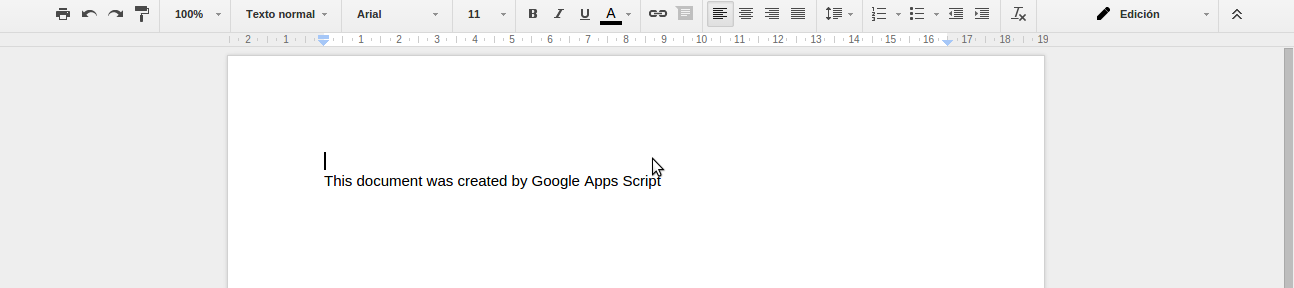 100% Texto normal Arial 11 B I U A Edición
2 1 1 2 3 4 5 6 7 8 9 10 11 12 13 14 15 16 17 18 19
This document was created by Google Apps Script